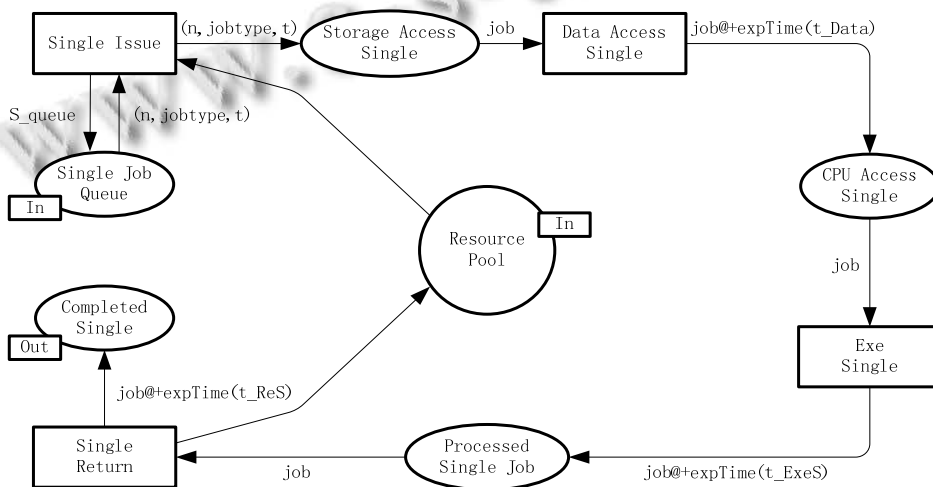 Single Issue
(n, jobtype, t)
Storage Access
Single
job
Data Access
Single
job@+expTime(t_Data)
S_queue
(n, jobtype, t)
Single Job
Queue
In
CPU Access
Single
Resource
Pool
In
job
Completed
Single
Out
Exe
Single
job@+expTime(t_ReS)
Single
Return
job
Processed
Single Job
job@+expTime(t_ExeS)
www.